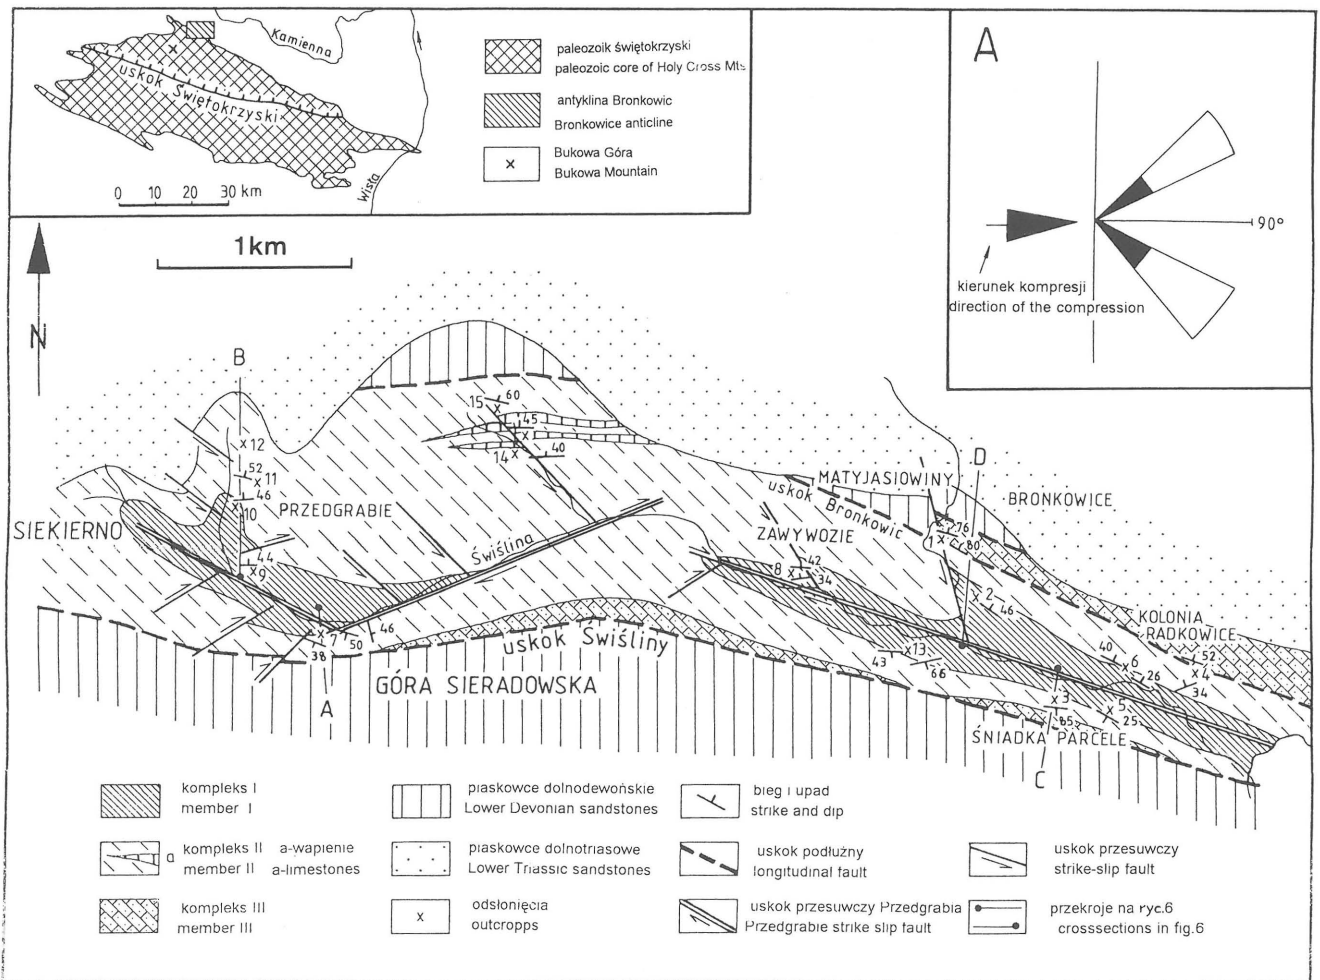 Kamienna
uskok Świętokrzyski
Wisła
0 10 20 30 km
paleozoik świętokrzyski
paleozoic core of Holy Cross Mts
antyklina Bronkowic
Bronkowice anticline
Bukowa Góra
Bukowa Mountain
A
90°
kierunek kompresji
direction of the compression
1km
N
B
15
60
45
14
40
12
52
11
46
10
PRZEDGRABIE
SIEKIERNO
44
9
Świślina
MATYJASIOWINY
D
BRONKOWICE
uskok Bronkowic
ZAWYWOZIE
76
1
80
8
42
34
2
46
KOLONIA
RADKOWICE
7
50
46
38
uskok Świśliny
13
43
66
40
6
52
4
26
34
3
5
85
25
GÓRA SIERADOWSKA
A
ŚNIADKA PARCELE
C
kompleks I
member I
kompleks II a-wapienie
member II a-limestones
a
kompleks III
member III
piaskowce dolnodewońskie
Lower Devonian sandstones
piaskowce dolnotriasowe
Lower Triassic sandstones
odsłonięcia
outcropps
bieg i upad
strike and dip
uskok podłużny
longitudinal fault
uskok przesuwczy Przedgrabia
Przedgrabie strike slip fault
uskok przesuwczy
strike-slip fault
przekroje na ryc.6
crosssections in fig.6